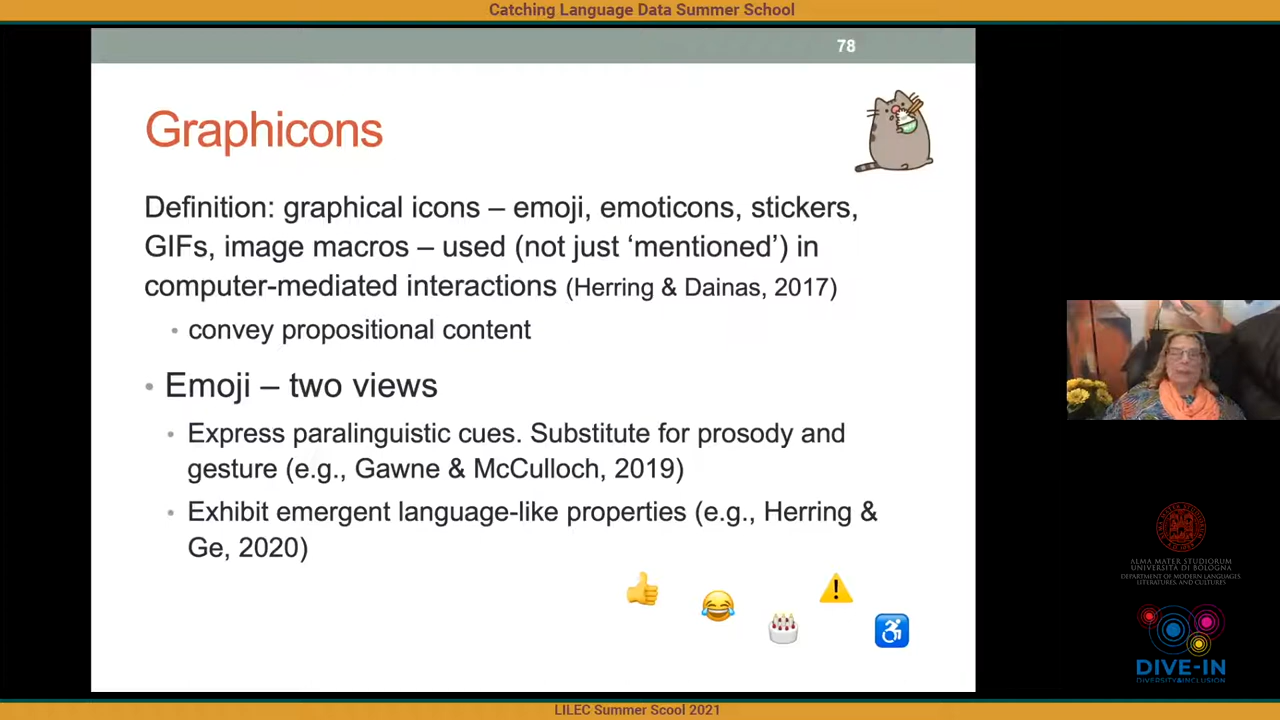 Catching Language Data Summer School
78
Graphicons
Definition: graphical icons – emoji, emoticons, stickers,
GIFs, image macros – used (not just ‘mentioned’) in
computer-mediated interactions (Herring & Dainas, 2017)
• convey propositional content
• Emoji – two views
• Express paralinguistic cues. Substitute for prosody and
gesture (e.g., Gawne & McCulloch, 2019)
• Exhibit emergent language-like properties (e.g., Herring &
Ge, 2020)
ALMA MATER STUDIORUM
UNIVERSITÀ DI BOLOGNA
DEPARTMENT OF MODERN LANGUAGES,
LITERATURES, AND CULTURES
DIVE-IN
DIVERSITY&INCLUSION
LILEC Summer Scool 2021